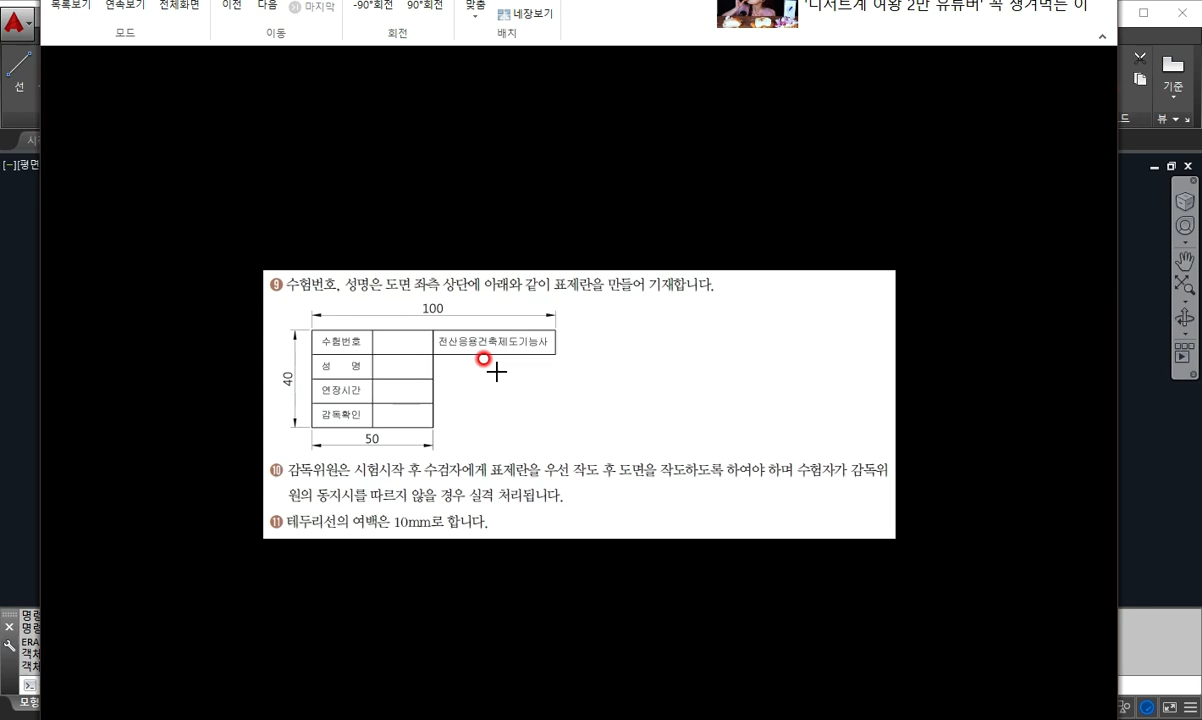 목록보기 연속보기 전체화면 이전 다음 마지막 -90°회전 90°회전 맞춤 네장보기
모드 이동 회전 배치
'디저트계 여왕 2만 유튜버' 꼭 챙겨먹는 이
선
기준
뷰
[−][평면
❾ 수험번호, 성명은 도면 좌측 상단에 아래와 같이 표제란을 만들어 기재합니다.
100
수험번호 전산응용건축제도기능사
성 명
40
연장시간
감독확인
50
❿ 감독위원은 시험시작 후 수검자에게 표제란을 우선 작도 후 도면을 작도하도록 하여야 하며 수험자가 감독위
원의 통지시를 따르지 않을 경우 실격 처리됩니다.
⓫ 테두리선의 여백은 10mm로 합니다.
명령
명령
ERA
객체
객체
모형